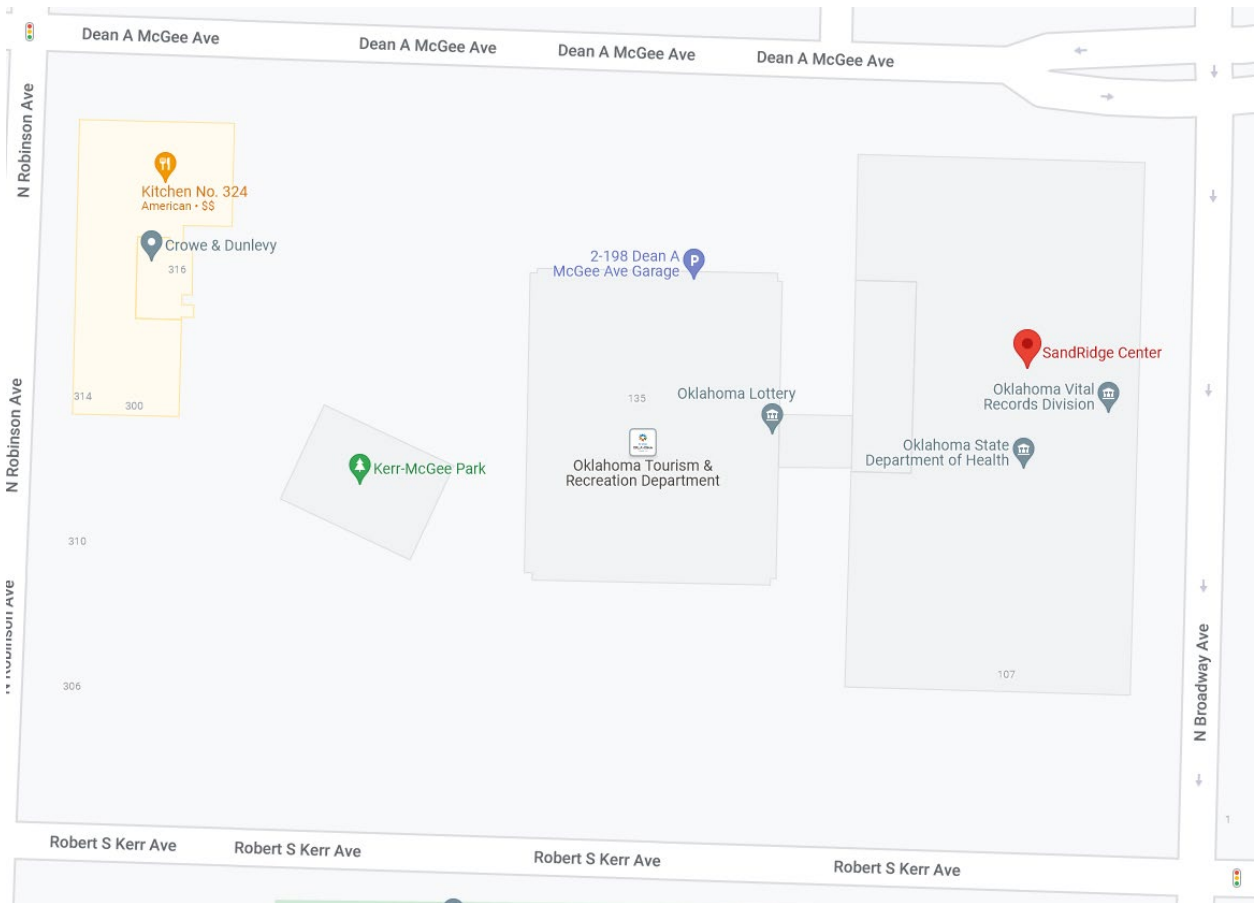 Dean A McGee Ave
Dean A McGee Ave
Dean A McGee Ave
Dean A McGee Ave
N Robinson Ave
Kitchen No. 324
American • $$
Crowe & Dunlevy
316
2-198 Dean A
McGee Ave Garage
P
SandRidge Center
Oklahoma Vital
Records Division
Oklahoma Lottery
135
314
300
N Robinson Ave
Oklahoma State
Department of Health
Kerr-McGee Park
Oklahoma Tourism &
Recreation Department
310
N Robinson Ave
306
107
N Broadway Ave
1
Robert S Kerr Ave
Robert S Kerr Ave
Robert S Kerr Ave
Robert S Kerr Ave